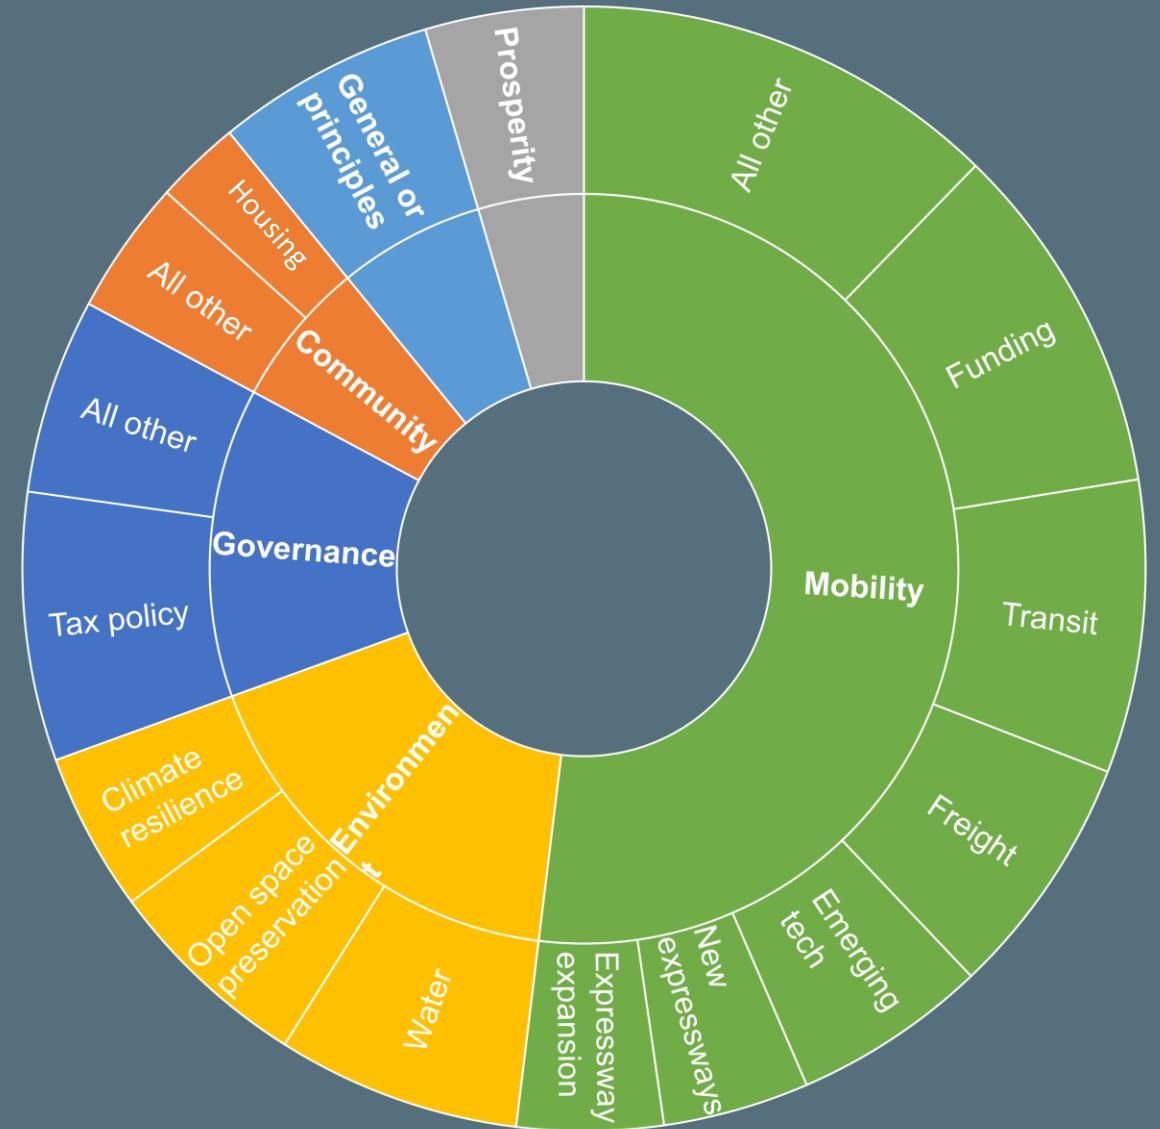 Mobility
All other
Funding
Transit
Freight
Emerging
tech
New
expressways
Expressway
expansion
Environmen
t
Water
Open space
preservation
Climate
resilience
Governance
Tax policy
All other
Community
All other
Housing
General or
principles
Prosperity